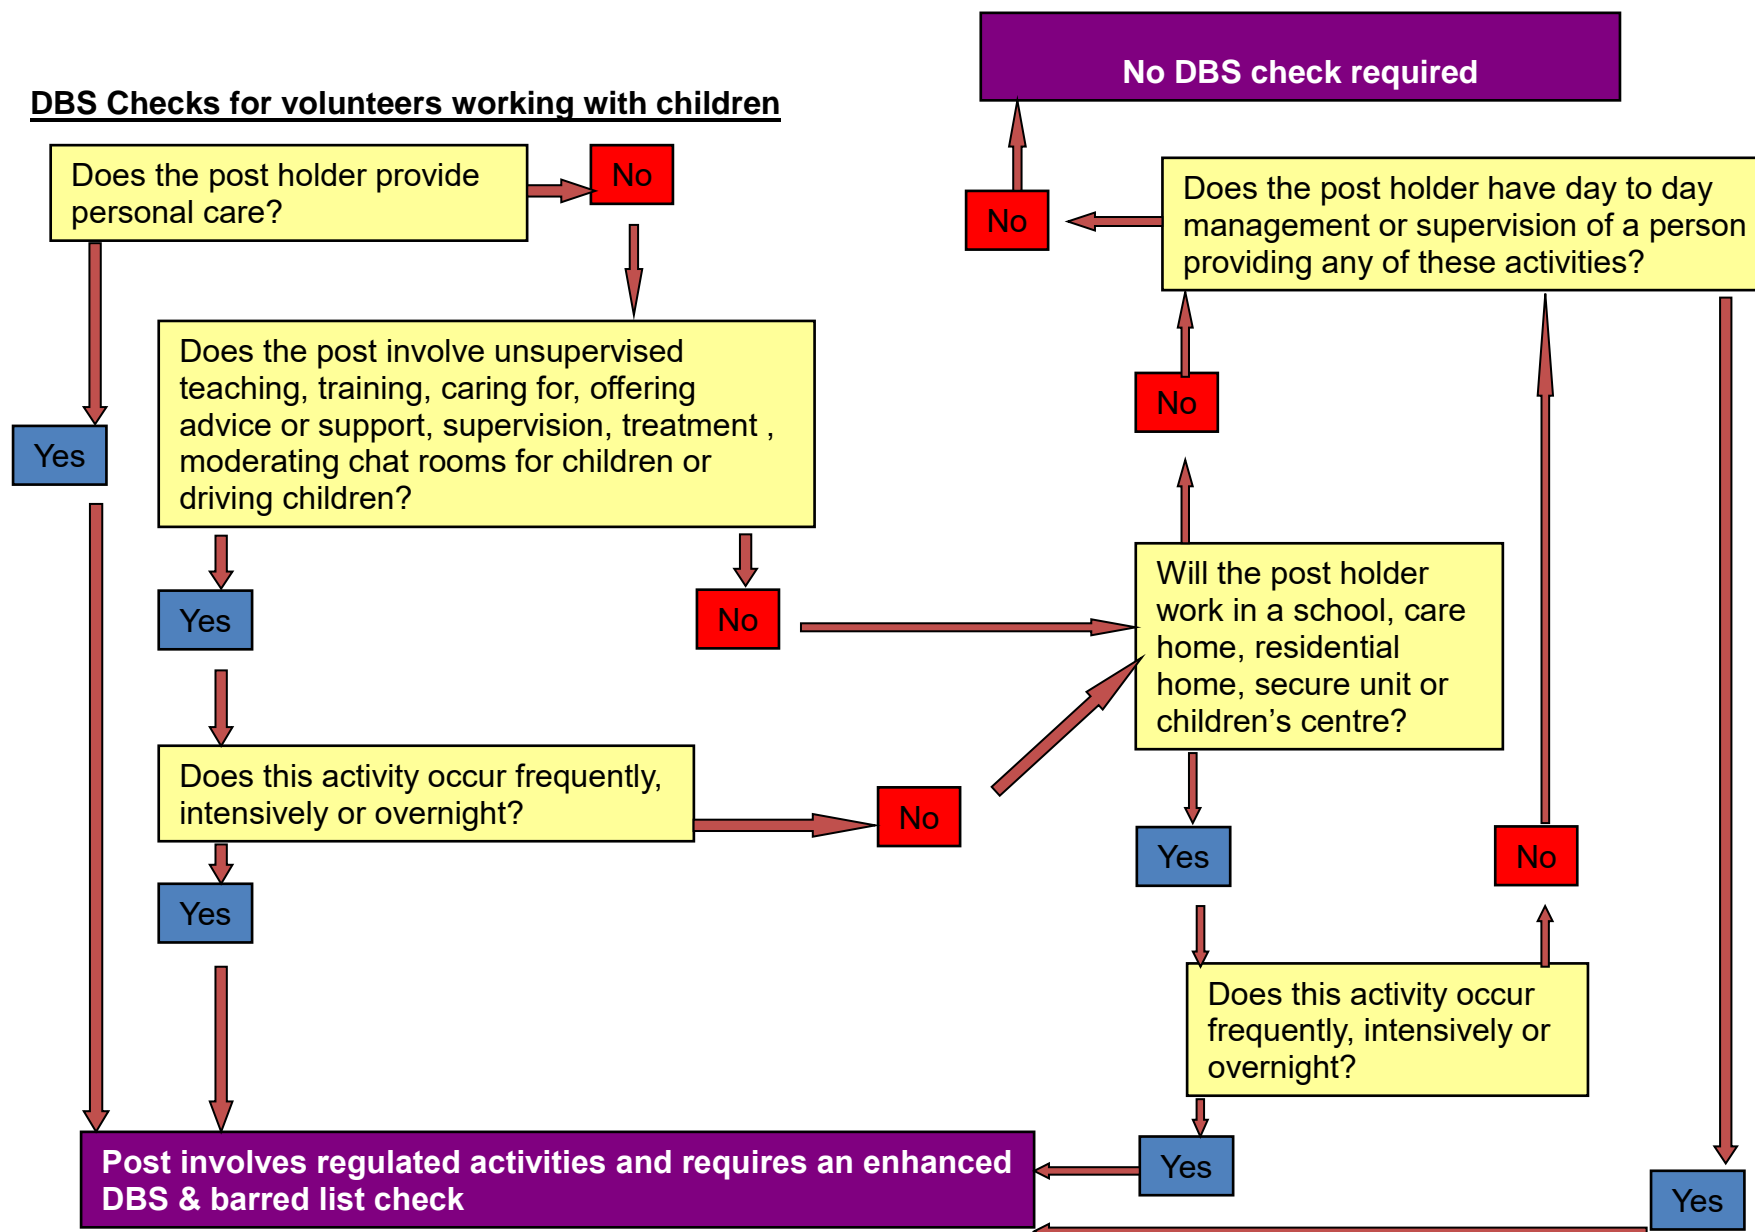 No DBS check required
DBS Checks for volunteers working with children
Does the post holder provide
personal care?
No
No
Does the post holder have day to day
management or supervision of a person
providing any of these activities?
Does the post involve unsupervised
teaching, training, caring for, offering
advice or support, supervision, treatment ,
moderating chat rooms for children or
driving children?
Yes
No
Yes
No
Will the post holder
work in a school, care
home, residential
home, secure unit or
children’s centre?
Does this activity occur frequently,
intensively or overnight?
No
Yes
No
Yes
Does this activity occur
frequently, intensively or
overnight?
Post involves regulated activities and requires an enhanced
DBS & barred list check
Yes
Yes